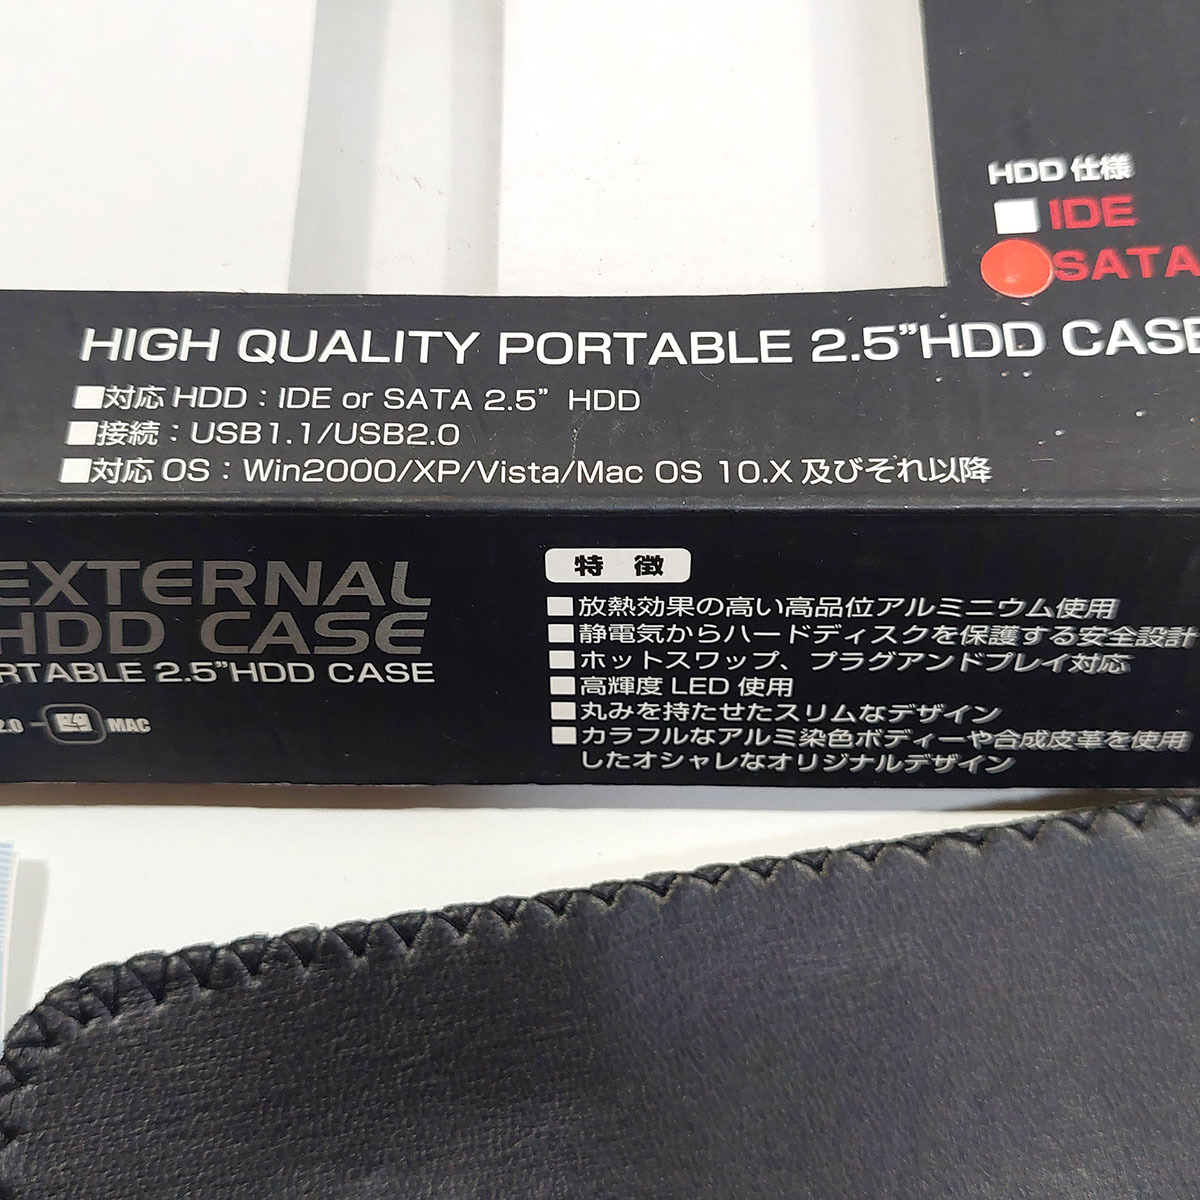 HDD 仕様
IDE
SATA
HIGH QUALITY PORTABLE 2.5"HDD CASE
■対応 HDD：IDE or SATA 2.5" HDD
■接続：USB1.1/USB2.0
■対応 OS：Win2000/XP/Vista/Mac OS 10.X 及びそれ以降
EXTERNAL
HDD CASE
RTABLE 2.5"HDD CASE
2.0 - MAC
特 徴
■放熱効果の高い高品位アルミニウム使用
■静電気からハードディスクを保護する安全設計
■ホットスワップ、プラグアンドプレイ対応
■高輝度 LED 使用
■丸みを持たせたスリムなデザイン
■カラフルなアルミ染色ボディーや合成皮革を使用
したオシャレなオリジナルデザイン